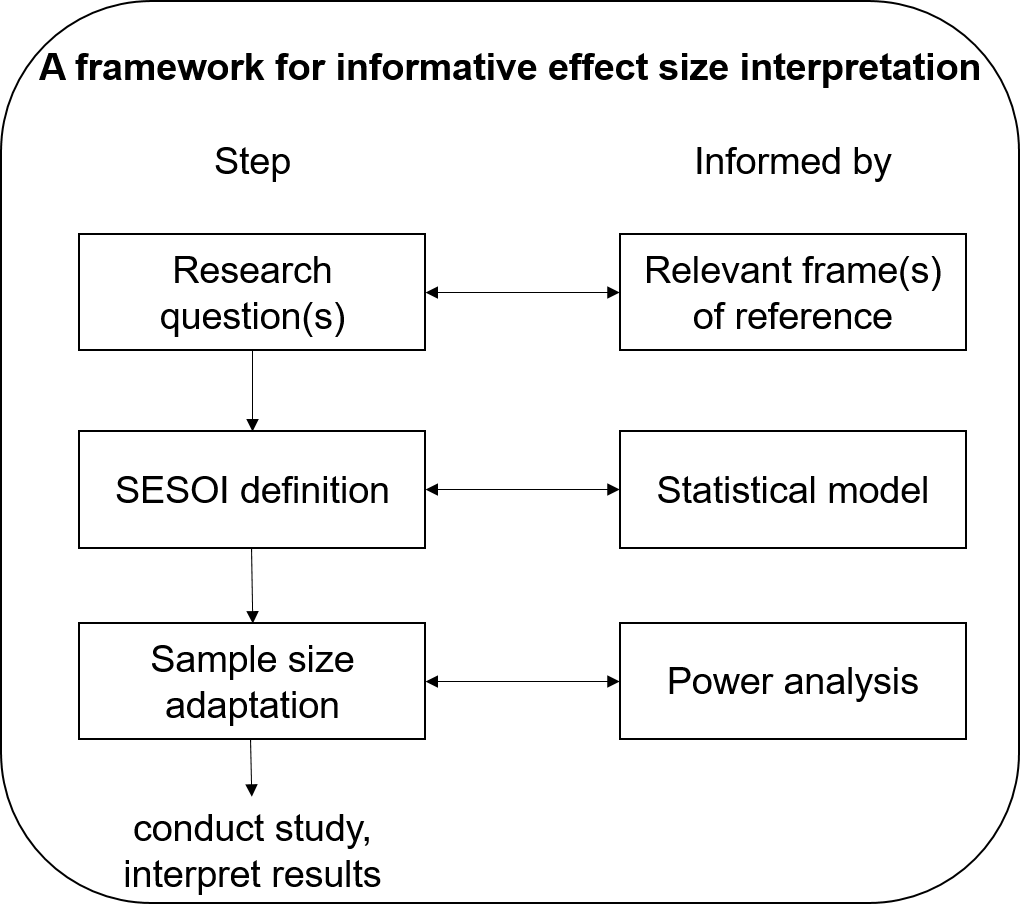 A framework for informative effect size interpretation
Step
Informed by
Research
question(s)
Relevant frame(s)
of reference
SESOI definition
Statistical model
Sample size
adaptation
Power analysis
conduct study,
interpret results